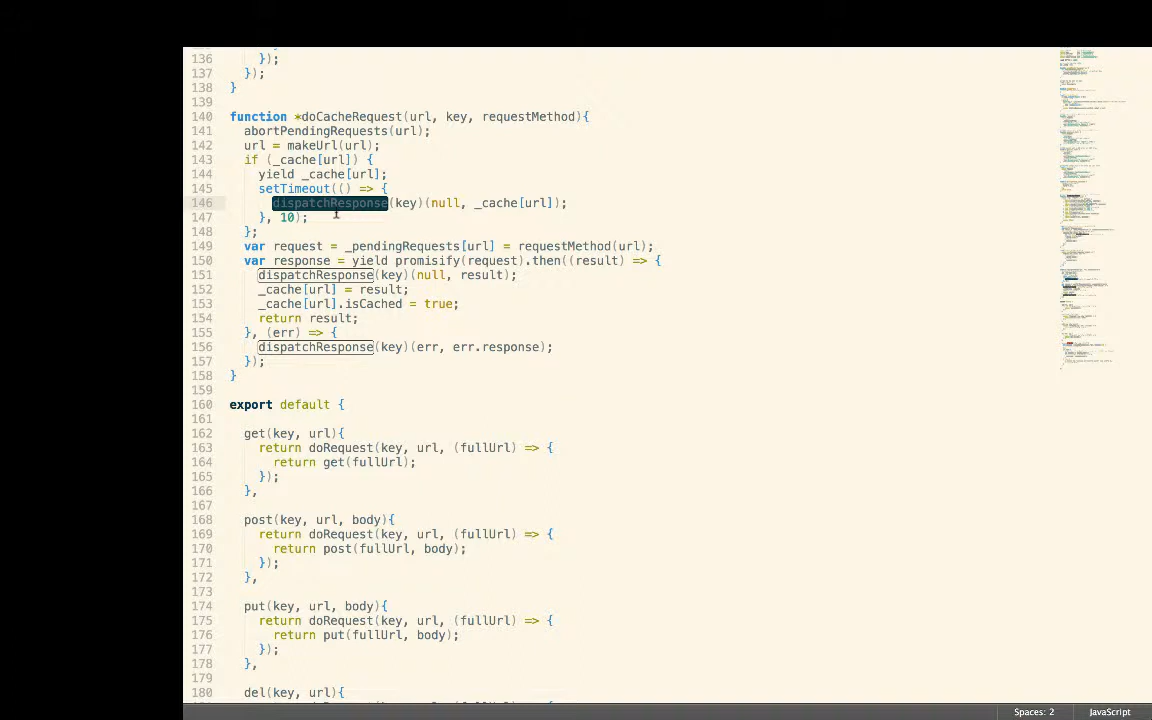 136 });
137 });
138 }
139
140 function *doCacheRequest(url, key, requestMethod){
141 abortPendingRequests(url);
142 url = makeUrl(url);
143 if (_cache[url]) {
144 yield _cache[url];
145 setTimeout(() => {
146 dispatchResponse(key)(null, _cache[url]);
147 }, 10);
148 };
149 var request = _pendingRequests[url] = requestMethod(url);
150 var response = yield promisify(request).then((result) => {
151 dispatchResponse(key)(null, result);
152 _cache[url] = result;
153 _cache[url].isCached = true;
154 return result;
155 }, (err) => {
156 dispatchResponse(key)(err, err.response);
157 });
158 }
159
160 export default {
161
162 get(key, url){
163 return doRequest(key, url, (fullUrl) => {
164 return get(fullUrl);
165 });
166 },
167
168 post(key, url, body){
169 return doRequest(key, url, (fullUrl) => {
170 return post(fullUrl, body);
171 });
172 },
173
174 put(key, url, body){
175 return doRequest(key, url, (fullUrl) => {
176 return put(fullUrl, body);
177 });
178 },
179
180 del(key, url){
Spaces: 2 JavaScript